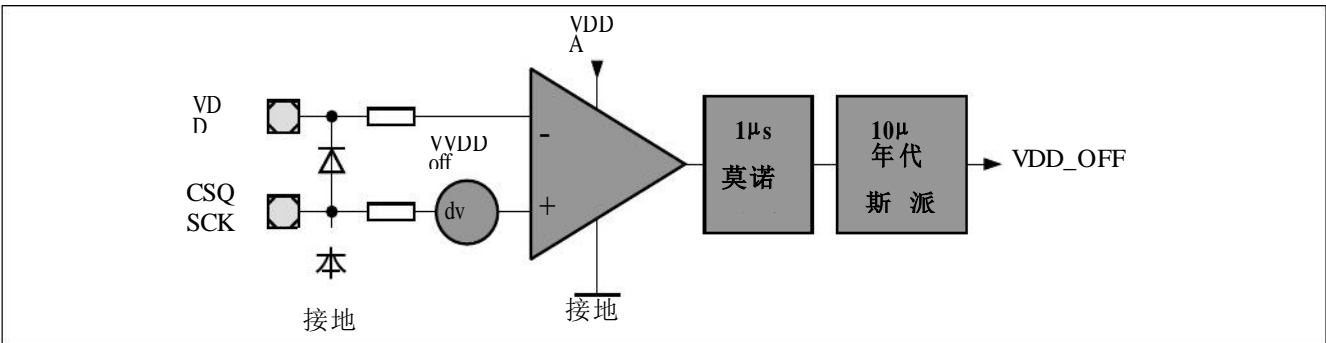 VDD
A
VD
D
VVDD
off
-
1μs
莫诺
10μ
年代
斯 派
VDD_OFF
CSQ
SCK
dv
+
本
接地
接地